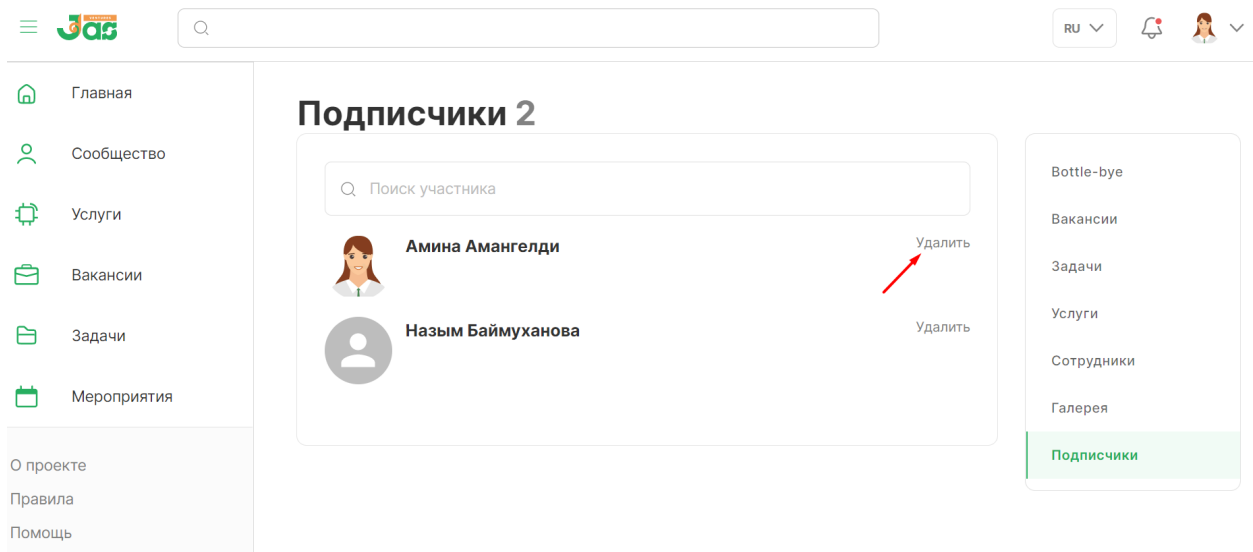 Jas
RU
Главная
Сообщество
Услуги
Вакансии
Задачи
Мероприятия
О проекте
Правила
Помощь
Подписчики 2
Поиск участника
Амина Амангелди
Удалить
Назым Баймуханова
Удалить
Bottle-bye
Вакансии
Задачи
Услуги
Сотрудники
Галерея
Подписчики